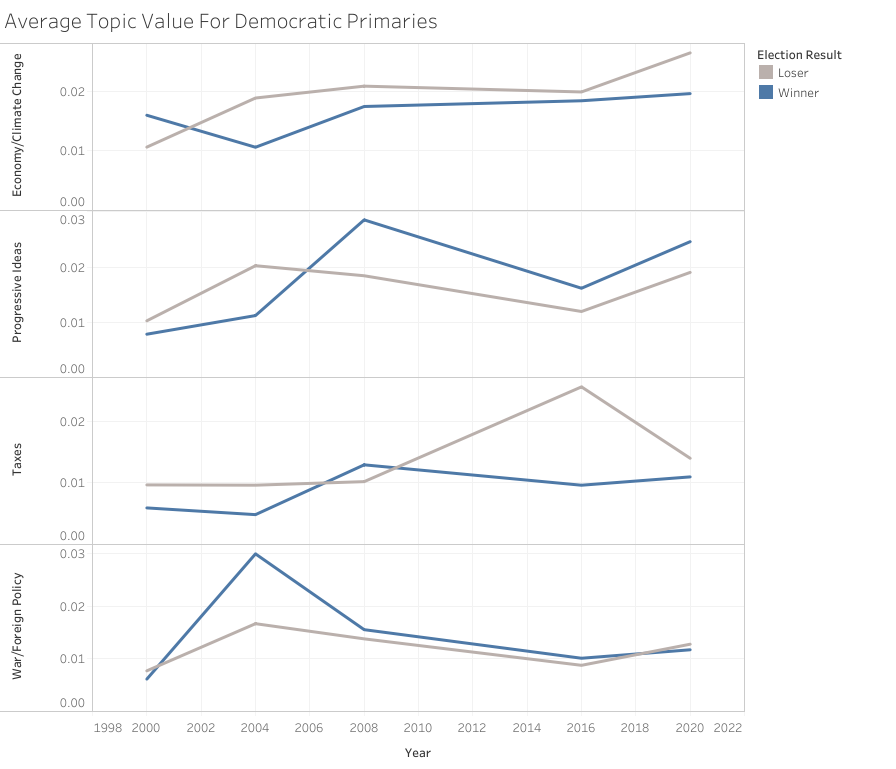 Average Topic Value For Democratic Primaries
Election Result
Loser
Winner
Economy/Climate Change
0.02
0.01
0.00
Progressive Ideas
0.03
0.02
0.01
0.00
Taxes
0.02
0.01
0.00
War/Foreign Policy
0.03
0.02
0.01
0.00
1998 2000 2002 2004 2006 2008 2010 2012 2014 2016 2018 2020 2022
Year